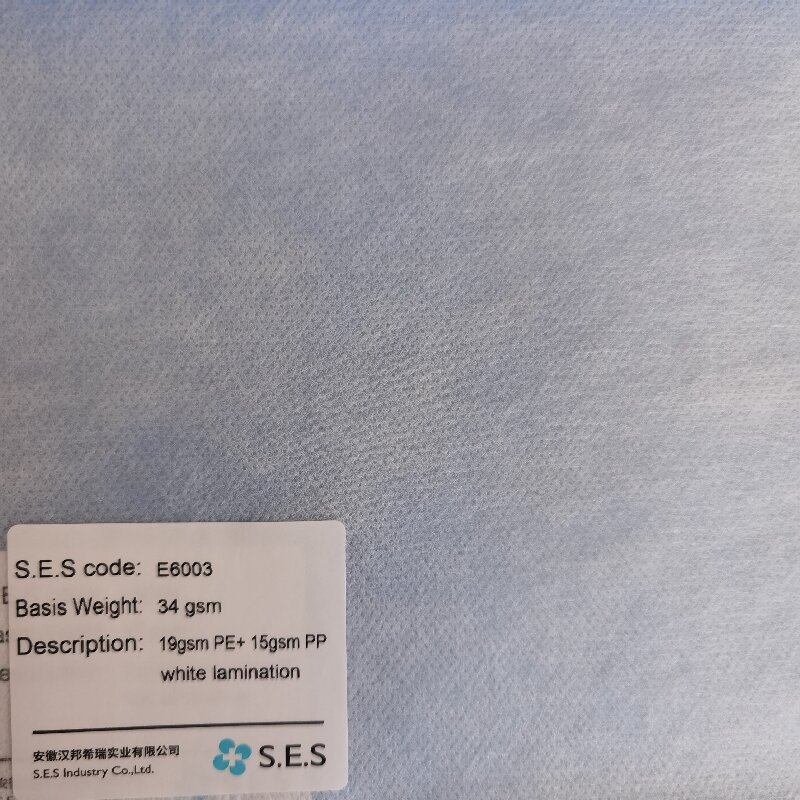 S.E.S code: E6003
Basis Weight: 34 gsm
Description: 19gsm PE+ 15gsm PP
white lamination
安徽汉邦希瑞实业有限公司
S.E.S Industry Co.,Ltd.
S.E.S